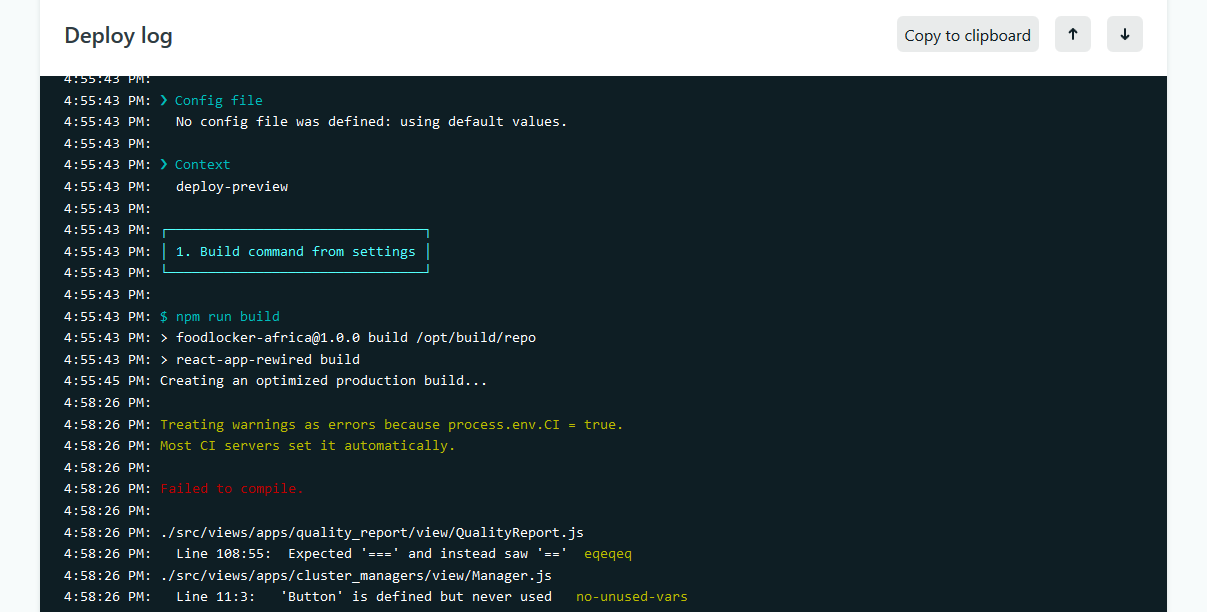 Deploy log
Copy to clipboard
4:55:43 PM:
4:55:43 PM: ❯ Config file
4:55:43 PM: No config file was defined: using default values.
4:55:43 PM:
4:55:43 PM: ❯ Context
4:55:43 PM: deploy-preview
4:55:43 PM:
4:55:43 PM: ┌────────────────────────────────┐
4:55:43 PM: │ 1. Build command from settings │
4:55:43 PM: └────────────────────────────────┘
4:55:43 PM:
4:55:43 PM: $ npm run build
4:55:43 PM: > foodlocker-africa@1.0.0 build /opt/build/repo
4:55:43 PM: > react-app-rewired build
4:55:45 PM: Creating an optimized production build...
4:58:26 PM:
4:58:26 PM: Treating warnings as errors because process.env.CI = true.
4:58:26 PM: Most CI servers set it automatically.
4:58:26 PM:
4:58:26 PM: Failed to compile.
4:58:26 PM:
4:58:26 PM: ./src/views/apps/quality_report/view/QualityReport.js
4:58:26 PM: Line 108:55: Expected '===' and instead saw '==' eqeqeq
4:58:26 PM: ./src/views/apps/cluster_managers/view/Manager.js
4:58:26 PM: Line 11:3: 'Button' is defined but never used no-unused-vars